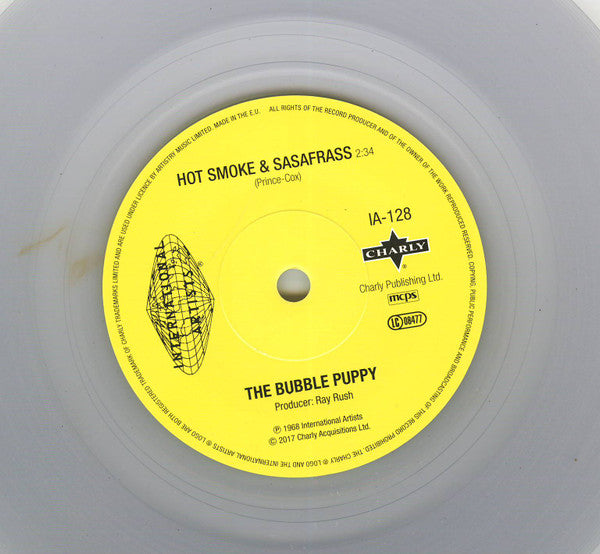 HOT SMOKE & SASAFRASS 2:34
(Prince-Cox)
IA-128
CHARLY
®
Charly Publishing Ltd.
mcps
LC 08477
INTERNATIONAL
ARTISTS
®
THE BUBBLE PUPPY
Producer: Ray Rush
℗ 1968 International Artists
© 2017 Charly Acquisitions Ltd.
ALL RIGHTS OF THE RECORD PRODUCER AND OF THE OWNER OF THE WORK REPRODUCED RESERVED. COPYING, PUBLIC PERFORMANCE AND BROADCASTING OF THIS RECORD PROHIBITED. THE CHARLY ® LOGO AND THE INTERNATIONAL ARTISTS ® LOGO ARE BOTH REGISTERED TRADEMARK OF CHARLY TRADEMARKS LIMITED AND ARE USED UNDER LICENCE BY ARTISTRY MUSIC LIMITED. MADE IN THE E.U.